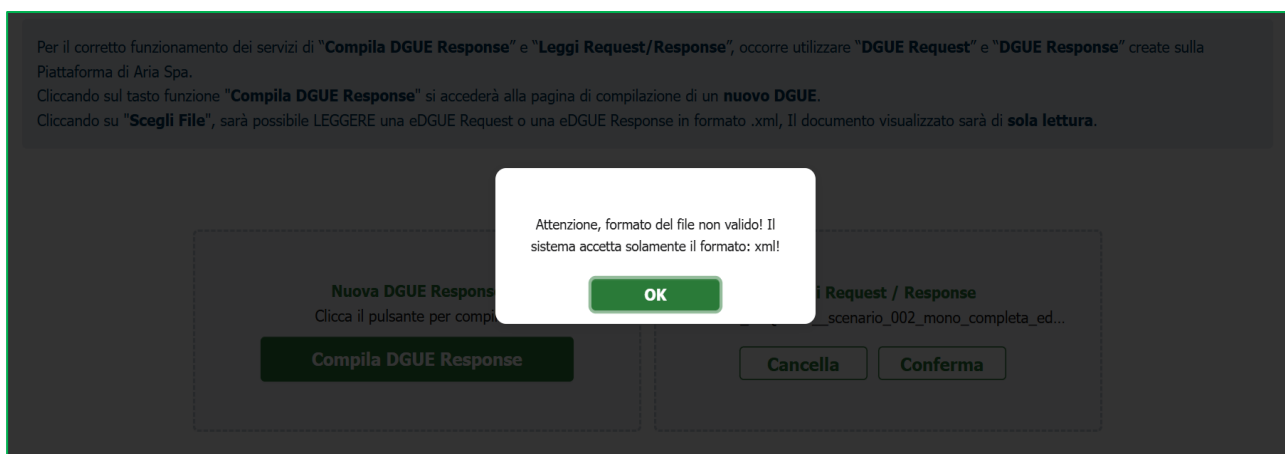 Per il corretto funzionamento dei servizi di “Compila DGUE Response” e “Leggi Request/Response”, occorre utilizzare “DGUE Request” e “DGUE Response” create sulla
Piattaforma di Aria Spa.
Cliccando sul tasto funzione "Compila DGUE Response" si accederà alla pagina di compilazione di un nuovo DGUE.
Cliccando su "Scegli File", sarà possibile LEGGERE una eDGUE Request o una eDGUE Response in formato .xml, Il documento visualizzato sarà di sola lettura.
Attenzione, formato del file non valido! Il
sistema accetta solamente il formato: xml!
OK
Nuova DGUE Respons
Clicca il pulsante per compi
Compila DGUE Response
Request / Response
_scenario_002_mono_completa_ed...
Cancella
Conferma